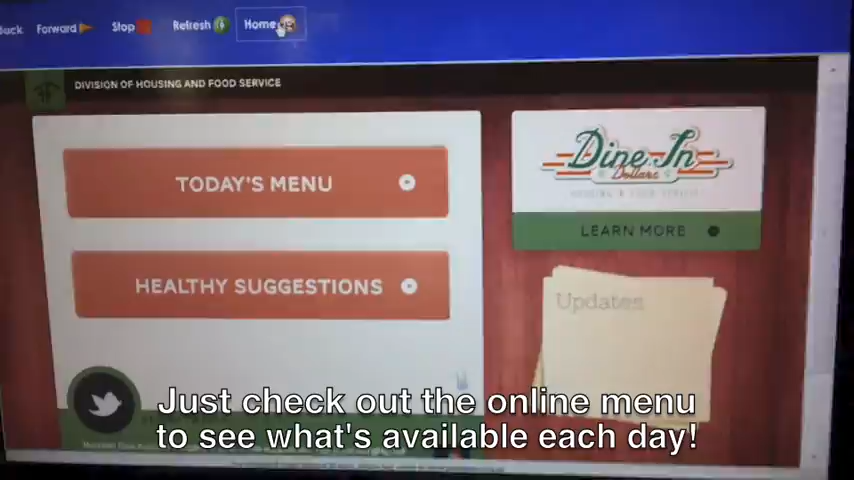 Forward
Stop
Refresh
Home
DIVISION OF HOUSING AND FOOD SERVICE
TODAY'S MENU
HEALTHY SUGGESTIONS
Dine In
Dollars
LEARN MORE
Updates
Just check out the online menu
to see what's available each day!